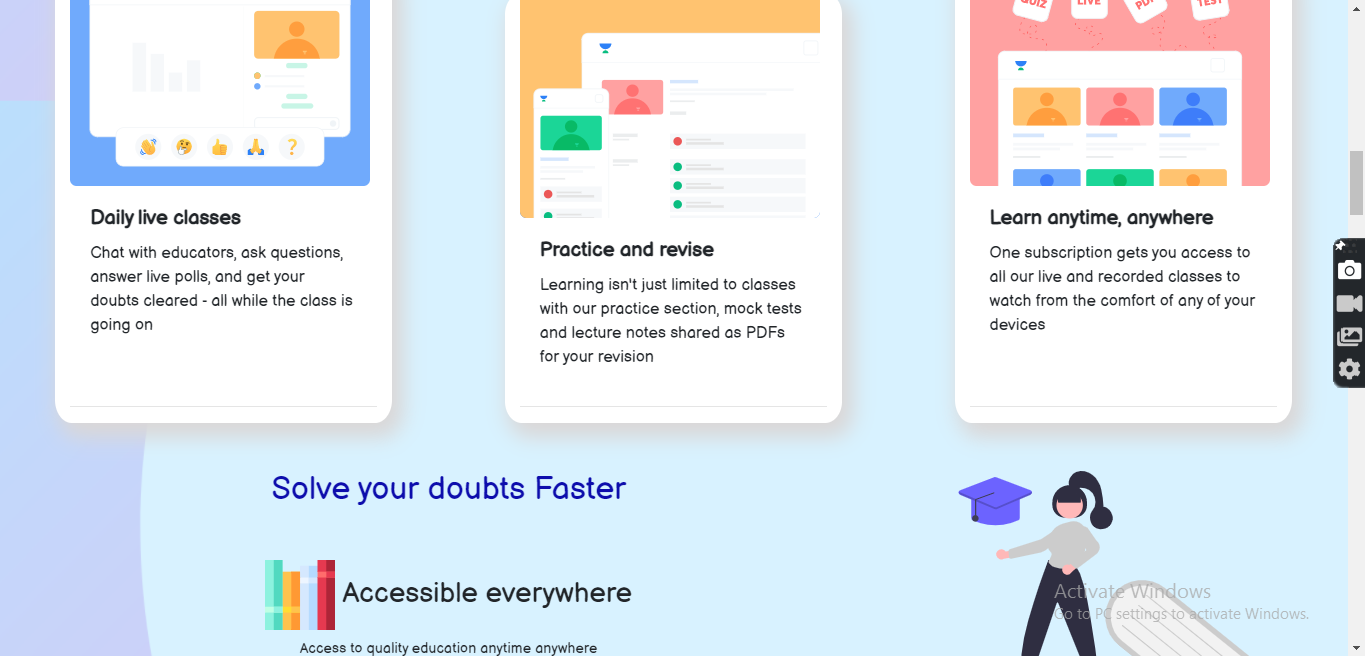 QUIZ
LIVE
PDF
TEST
?
Daily live classes
Chat with educators, ask questions,
answer live polls, and get your
doubts cleared - all while the class is
going on
Practice and revise
Learning isn't just limited to classes
with our practice section, mock tests
and lecture notes shared as PDFs
for your revision
Learn anytime, anywhere
One subscription gets you access to
all our live and recorded classes to
watch from the comfort of any of your
devices
Solve your doubts Faster
Accessible everywhere
Access to quality education anytime anywhere
Activate Windows
Go to PC settings to activate Windows.